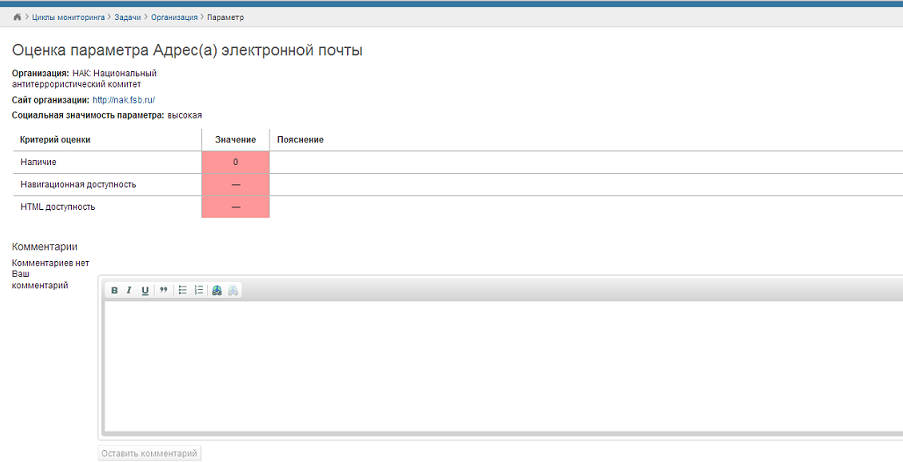 Циклы мониторинга > Задачи > Организация > Параметр
Оценка параметра Адрес(а) электронной почты
Организация: НАК: Национальный
антитеррористический комитет
Сайт организации: http://nak.fsb.ru/
Социальная значимость параметра: высокая
Критерий оценки Значение Пояснение
Наличие 0
Навигационная доступность —
HTML доступность —
Комментарии
Комментариев нет
Ваш
комментарий
B I U
Оставить комментарий